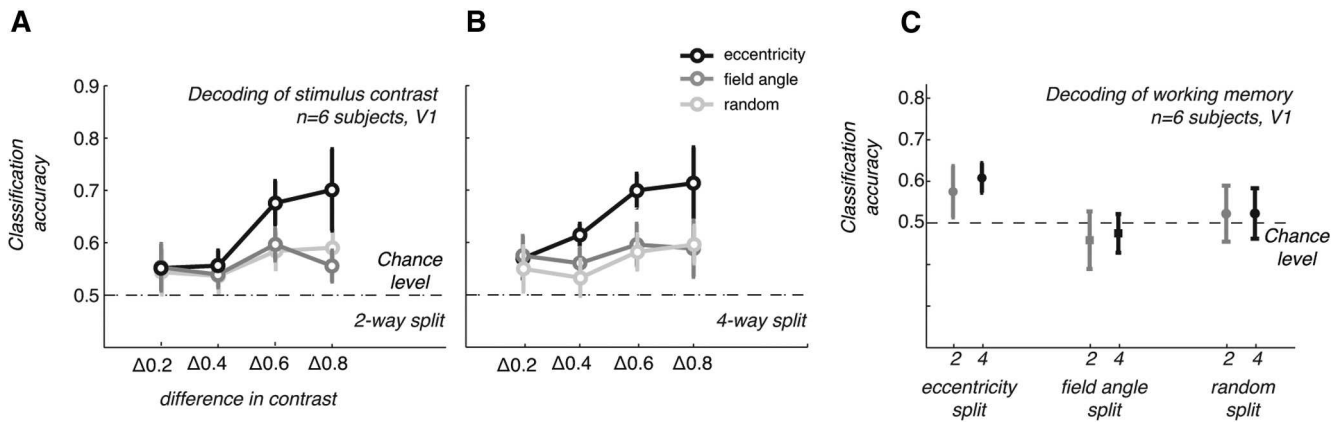 A
Classification
accuracy
0.9
0.8
0.7
0.6
0.5
Decoding of stimulus contrast
n=6 subjects, V1
Chance
level
2-way split
Δ0.2 Δ0.4 Δ0.6 Δ0.8
difference in contrast
B
eccentricity
field angle
random
4-way split
Δ0.2 Δ0.4 Δ0.6 Δ0.8
C
Classification
accuracy
0.8
0.7
0.6
0.5
Decoding of working memory
n=6 subjects, V1
Chance
level
2 4 2 4 2 4
eccentricity field angle random
split split split